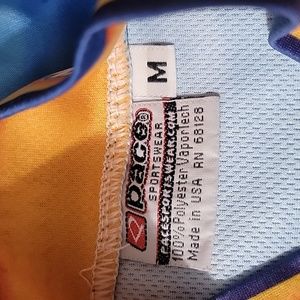 M
pace®
SPORTSWEAR
PACESPORTSWEAR.COM
100% Polyester Vaportech
Made in USA RN 68128